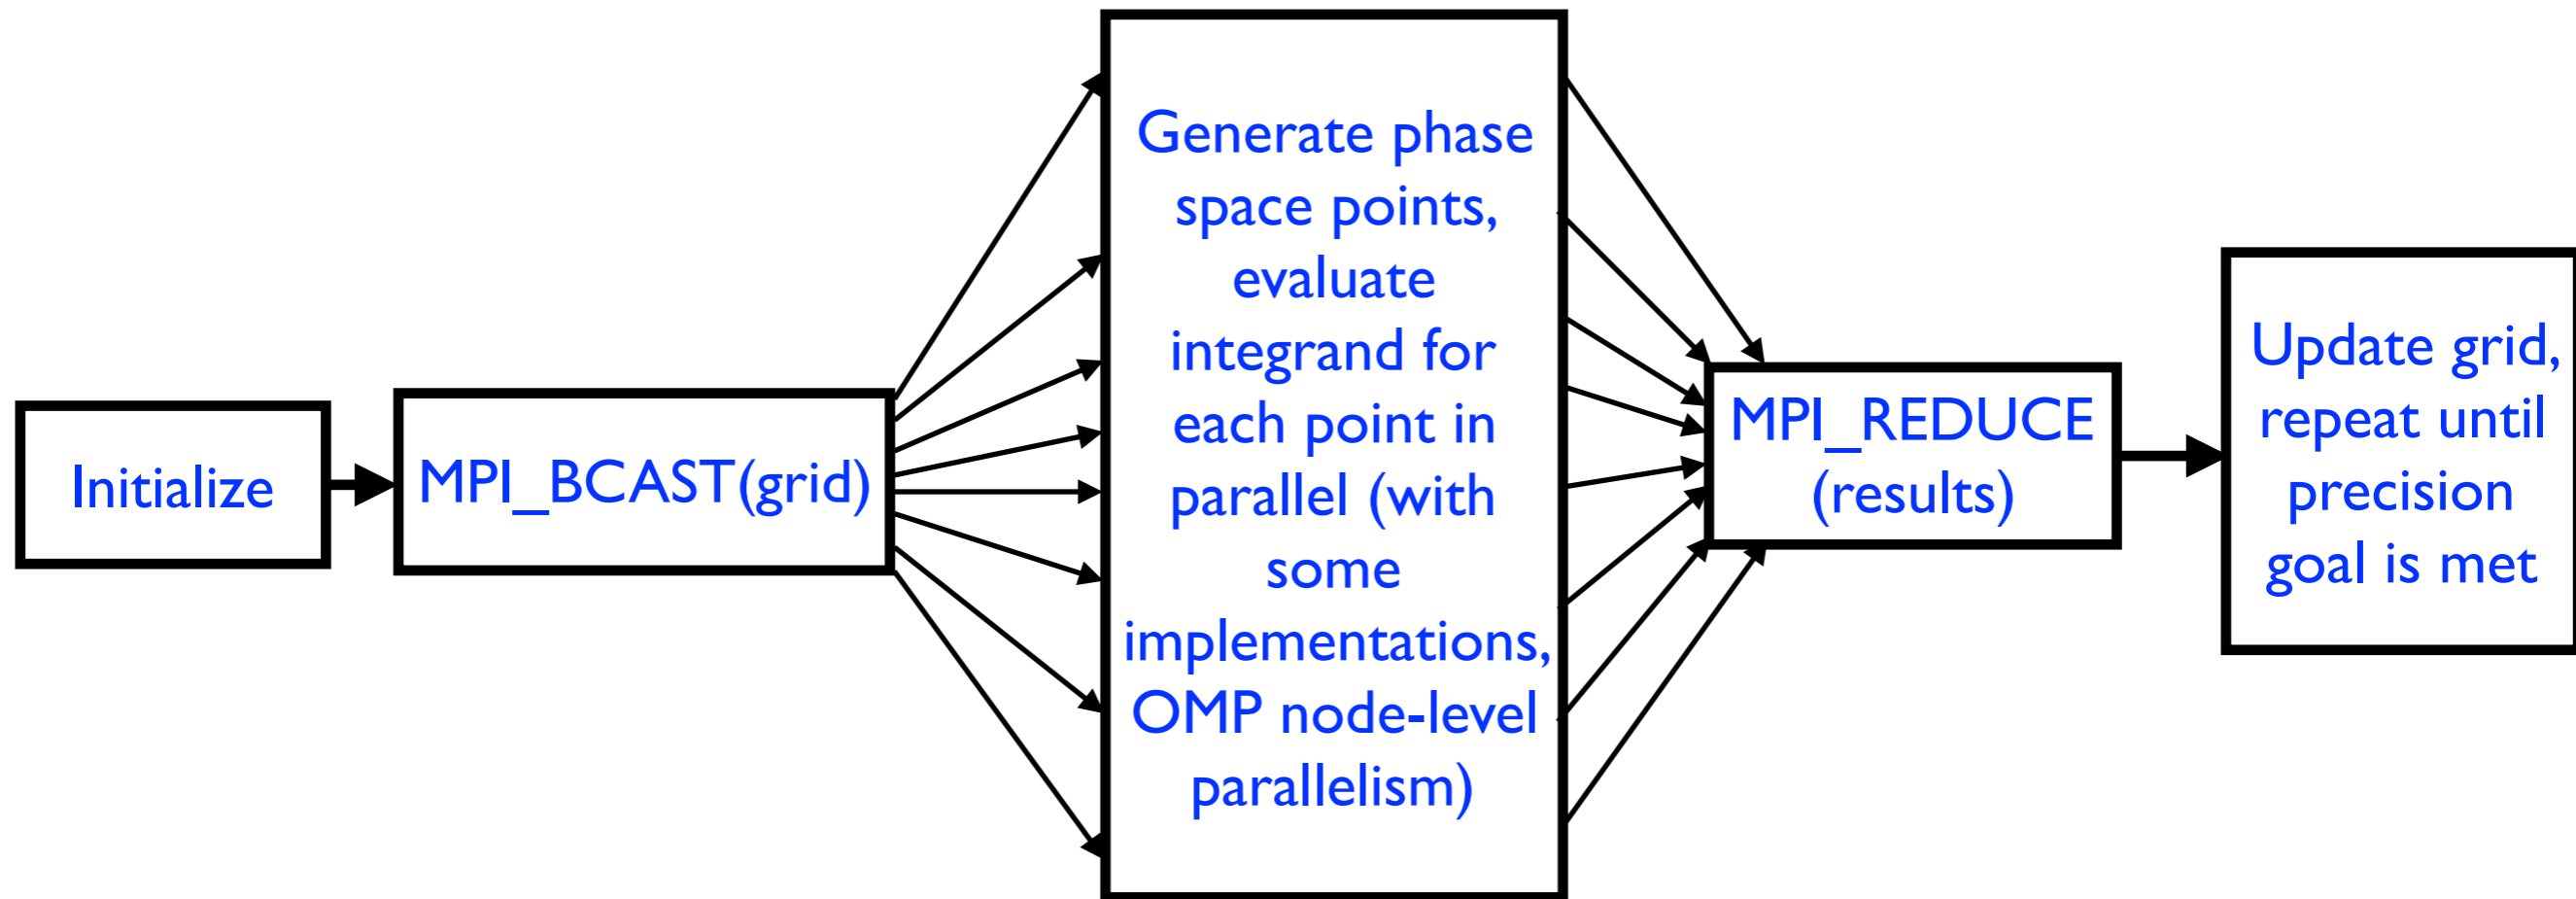 Initialize
MPI_BCAST(grid)
Generate phase
space points,
evaluate
integrand for
each point in
parallel (with
some
implementations,
OMP node-level
parallelism)
MPI_REDUCE
(results)
Update grid,
repeat until
precision
goal is met